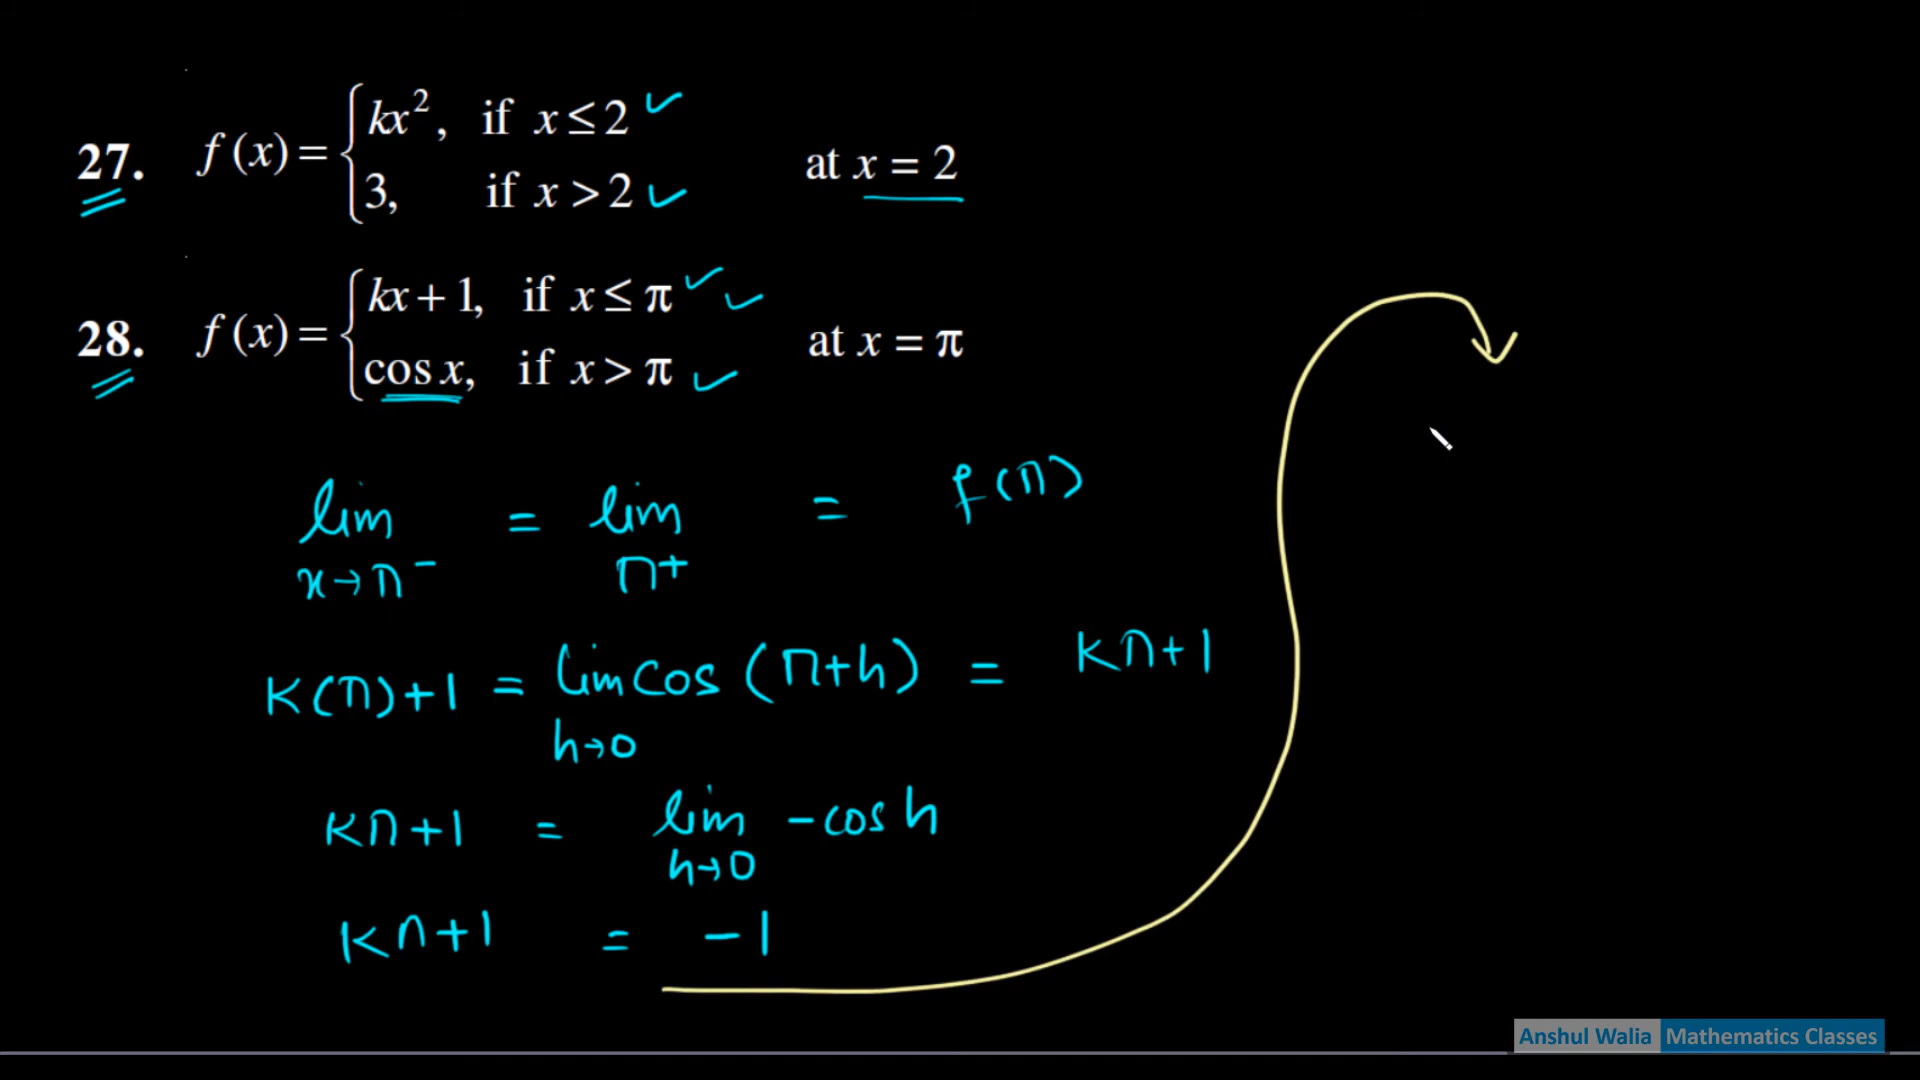 27. f(x) = { kx², if x ≤ 2 ✓
3, if x > 2 ✓ at x = 2
28. f(x) = { kx + 1, if x ≤ π ✓ ✓
cos x, if x > π ✓ at x = π
lim x→π⁻ = lim π⁺ = f(π)
K(π)+1 = lim h→0 cos (π+h) = Kπ+1
Kπ+1 = lim h→0 -cos h
Kπ+1 = -1
Anshul Walia Mathematics Classes